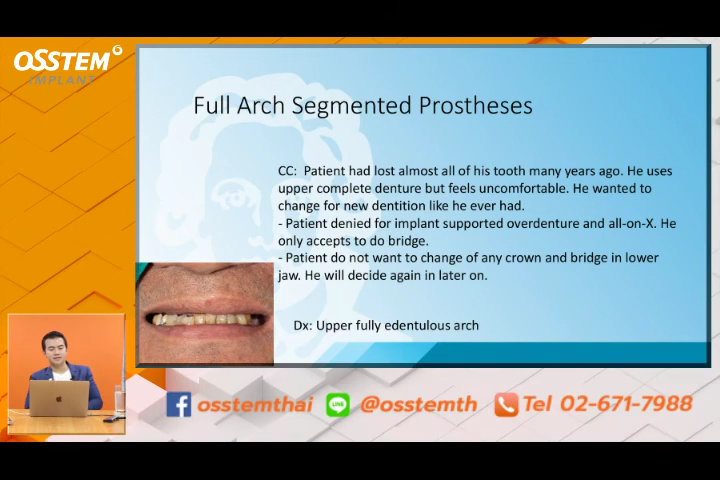 OSSTEM
IMPLANT
Full Arch Segmented Prostheses
CC: Patient had lost almost all of his tooth many years ago. He uses
upper complete denture but feels uncomfortable. He wanted to
change for new dentition like he ever had.
- Patient denied for implant supported overdenture and all-on-X. He
only accepts to do bridge.
- Patient do not want to change of any crown and bridge in lower
jaw. He will decide again in later on.
Dx: Upper fully edentulous arch
osstemthai LINE @osstemth Tel 02-671-7988